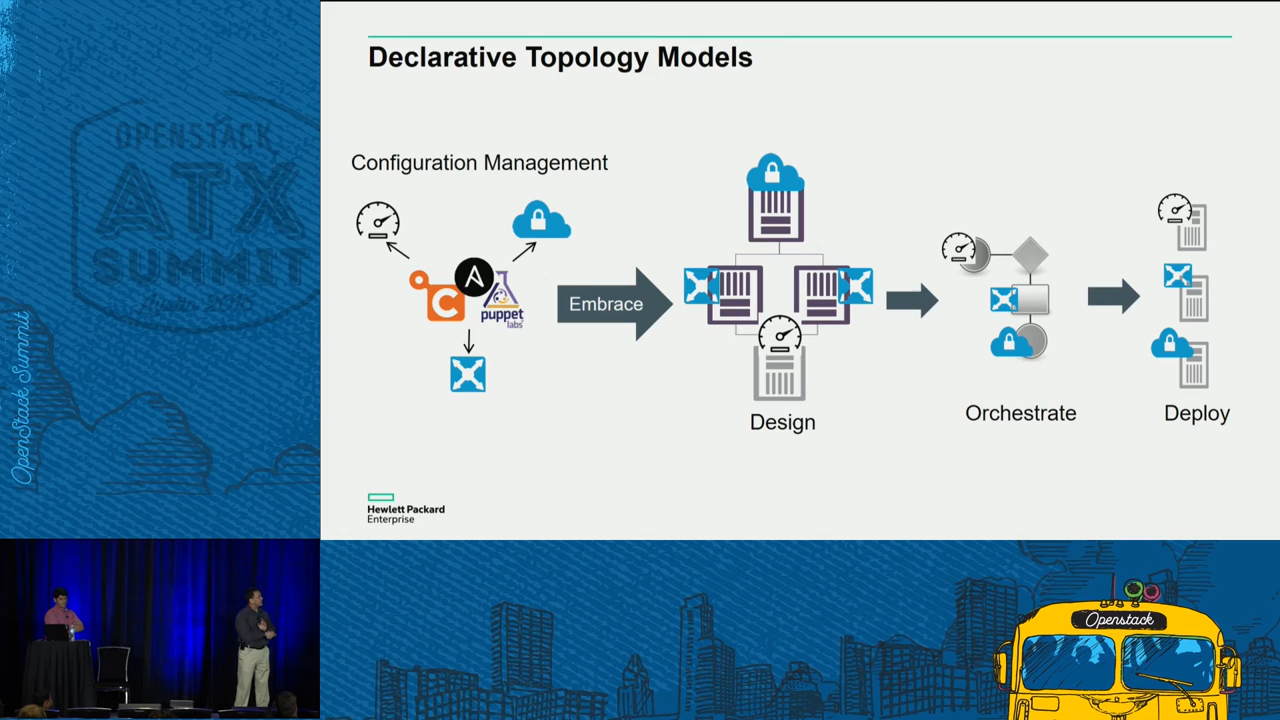 OPENSTACK
ATX
SUMMIT
OpenStack Summit
Declarative Topology Models
Configuration Management
A
C
puppet
labs
Embrace
Design
Orchestrate
Deploy
Hewlett Packard
Enterprise
Openstack